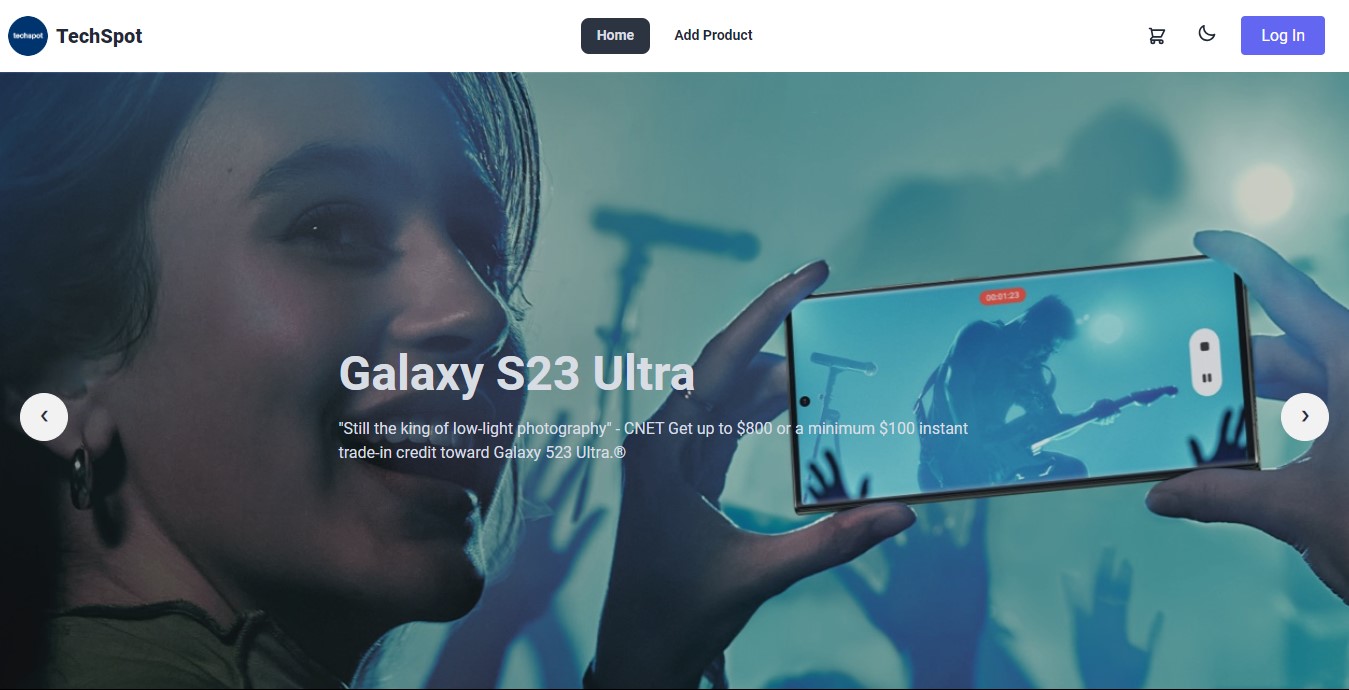 techspot
TechSpot
Home
Add Product
Log In
00:01:23
Galaxy S23 Ultra
"Still the king of low-light photography" - CNET Get up to $800 or a minimum $100 instant
trade-in credit toward Galaxy 523 Ultra.®